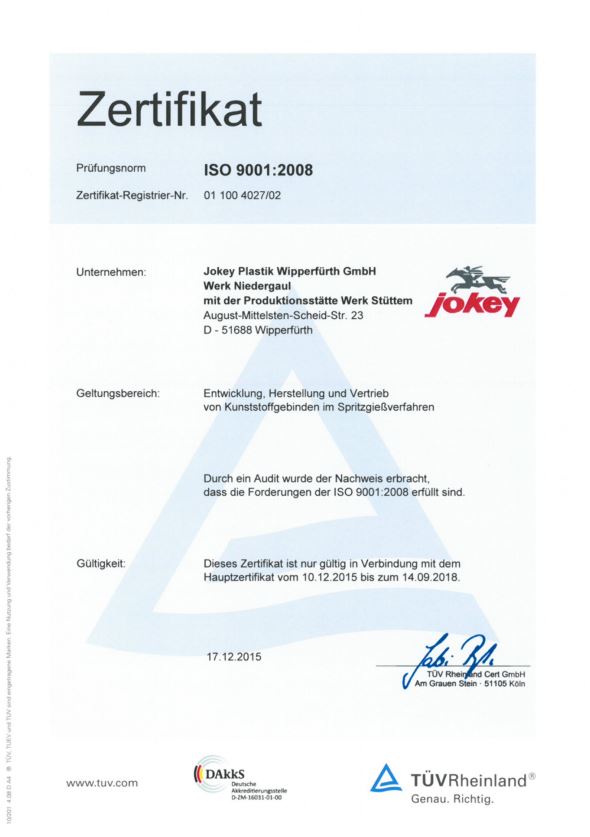 Zertifikat
Prüfungsnorm ISO 9001:2008
Zertifikat-Registrier-Nr. 01 100 4027/02
Unternehmen: Jokey Plastik Wipperfürth GmbH
Werk Niedergaul
mit der Produktionsstätte Werk Stüttem
August-Mittelsten-Scheid-Str. 23
D - 51688 Wipperfürth
jokey
Geltungsbereich: Entwicklung, Herstellung und Vertrieb
von Kunststoffgebinden im Spritzgießverfahren
Durch ein Audit wurde der Nachweis erbracht,
dass die Forderungen der ISO 9001:2008 erfüllt sind.
Gültigkeit: Dieses Zertifikat ist nur gültig in Verbindung mit dem
Hauptzertifikat vom 10.12.2015 bis zum 14.09.2018.
17.12.2015
TÜV Rheinland Cert GmbH
Am Grauen Stein · 51105 Köln
www.tuv.com
DAkkS
Deutsche
Akkreditierungsstelle
D-ZM-16031-01-00
TÜVRheinland®
Genau. Richtig.
10/201 4.08 D A4 ® TÜV, TUEV und TUV sind eingetragene Marken. Eine Nutzung und Verwendung bedarf der vorherigen Zustimmung.